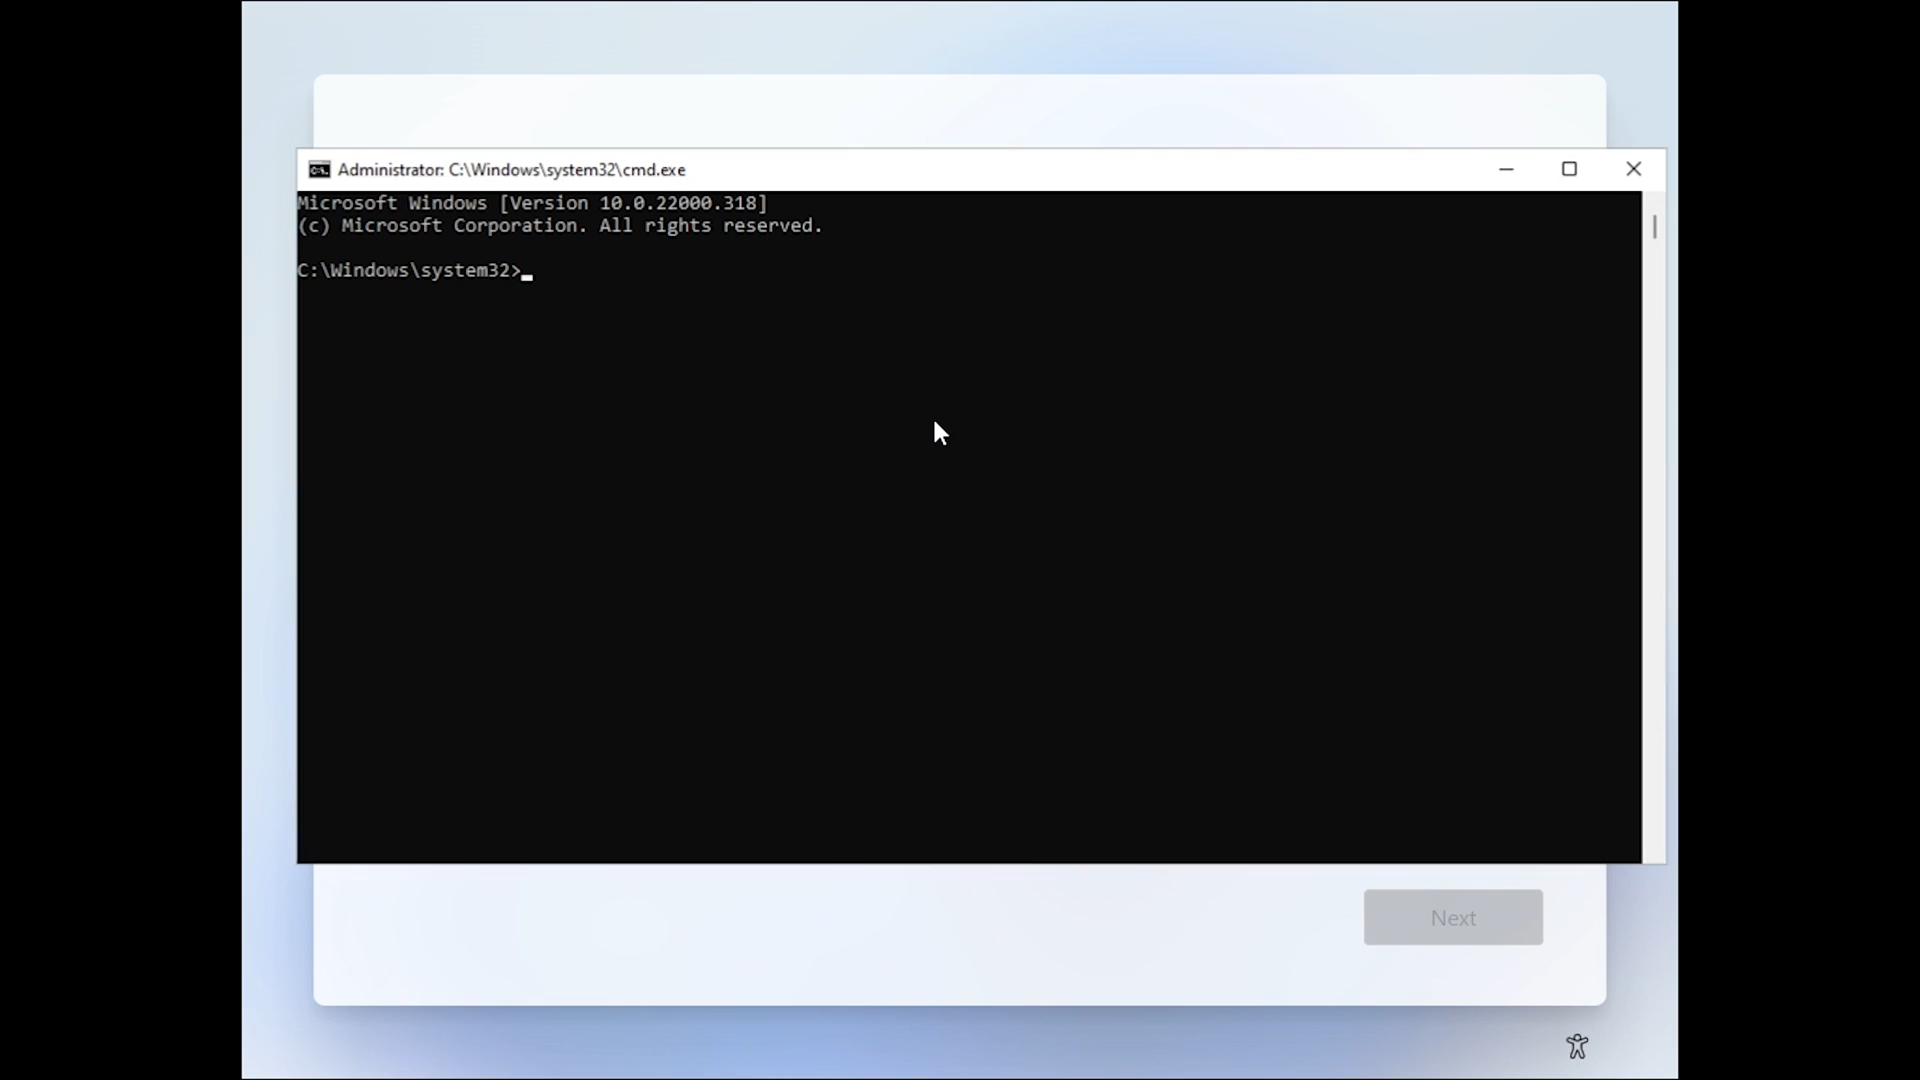 Administrator: C:\Windows\system32\cmd.exe
Microsoft Windows [Version 10.0.22000.318]
(c) Microsoft Corporation. All rights reserved.
C:\Windows\system32>
Next